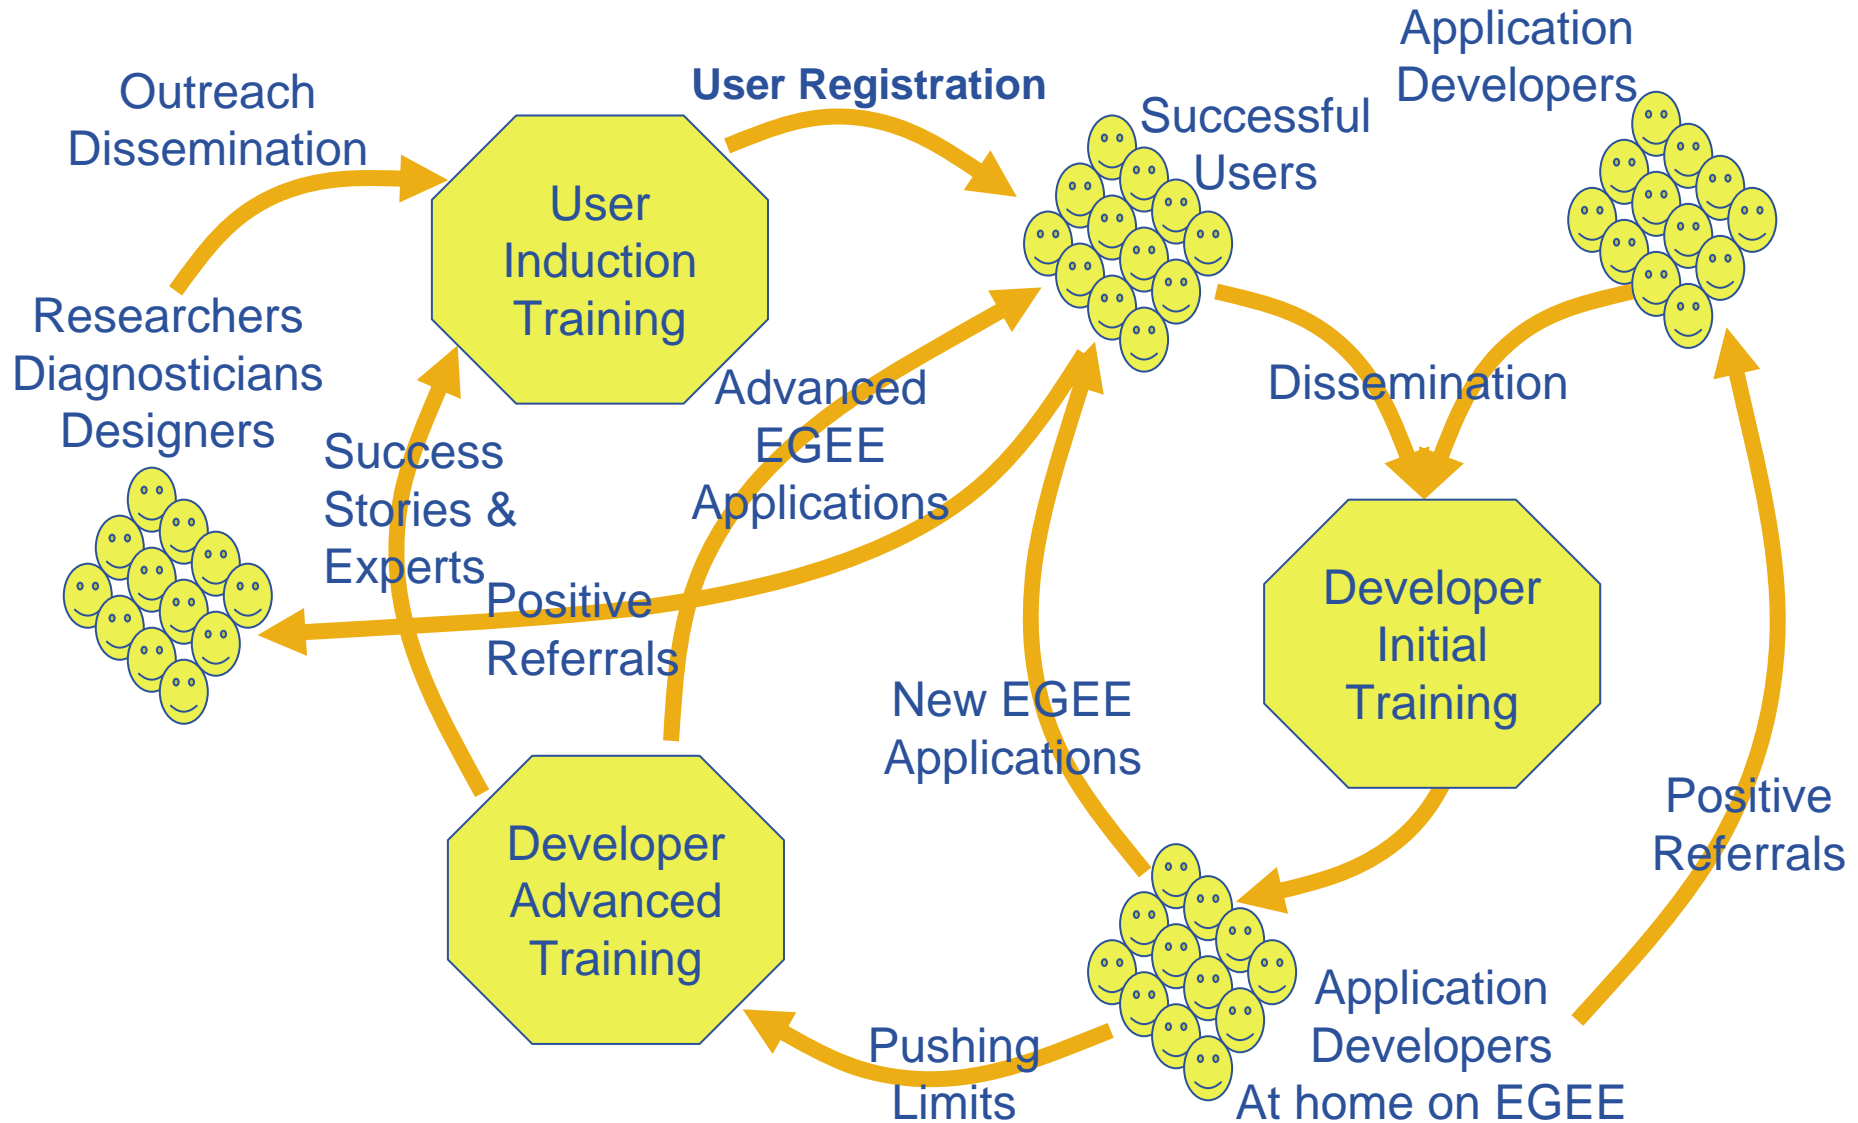 Application
Developers
Outreach
Dissemination
User Registration
Successful
Users
User
Induction
Training
Researchers
Diagnosticians
Designers
Advanced
EGEE
Applications
Dissemination
Success
Stories &
Experts
Positive
Referrals
Developer
Initial
Training
New EGEE
Applications
Positive
Referrals
Developer
Advanced
Training
Application
Developers
At home on EGEE
Pushing
Limits